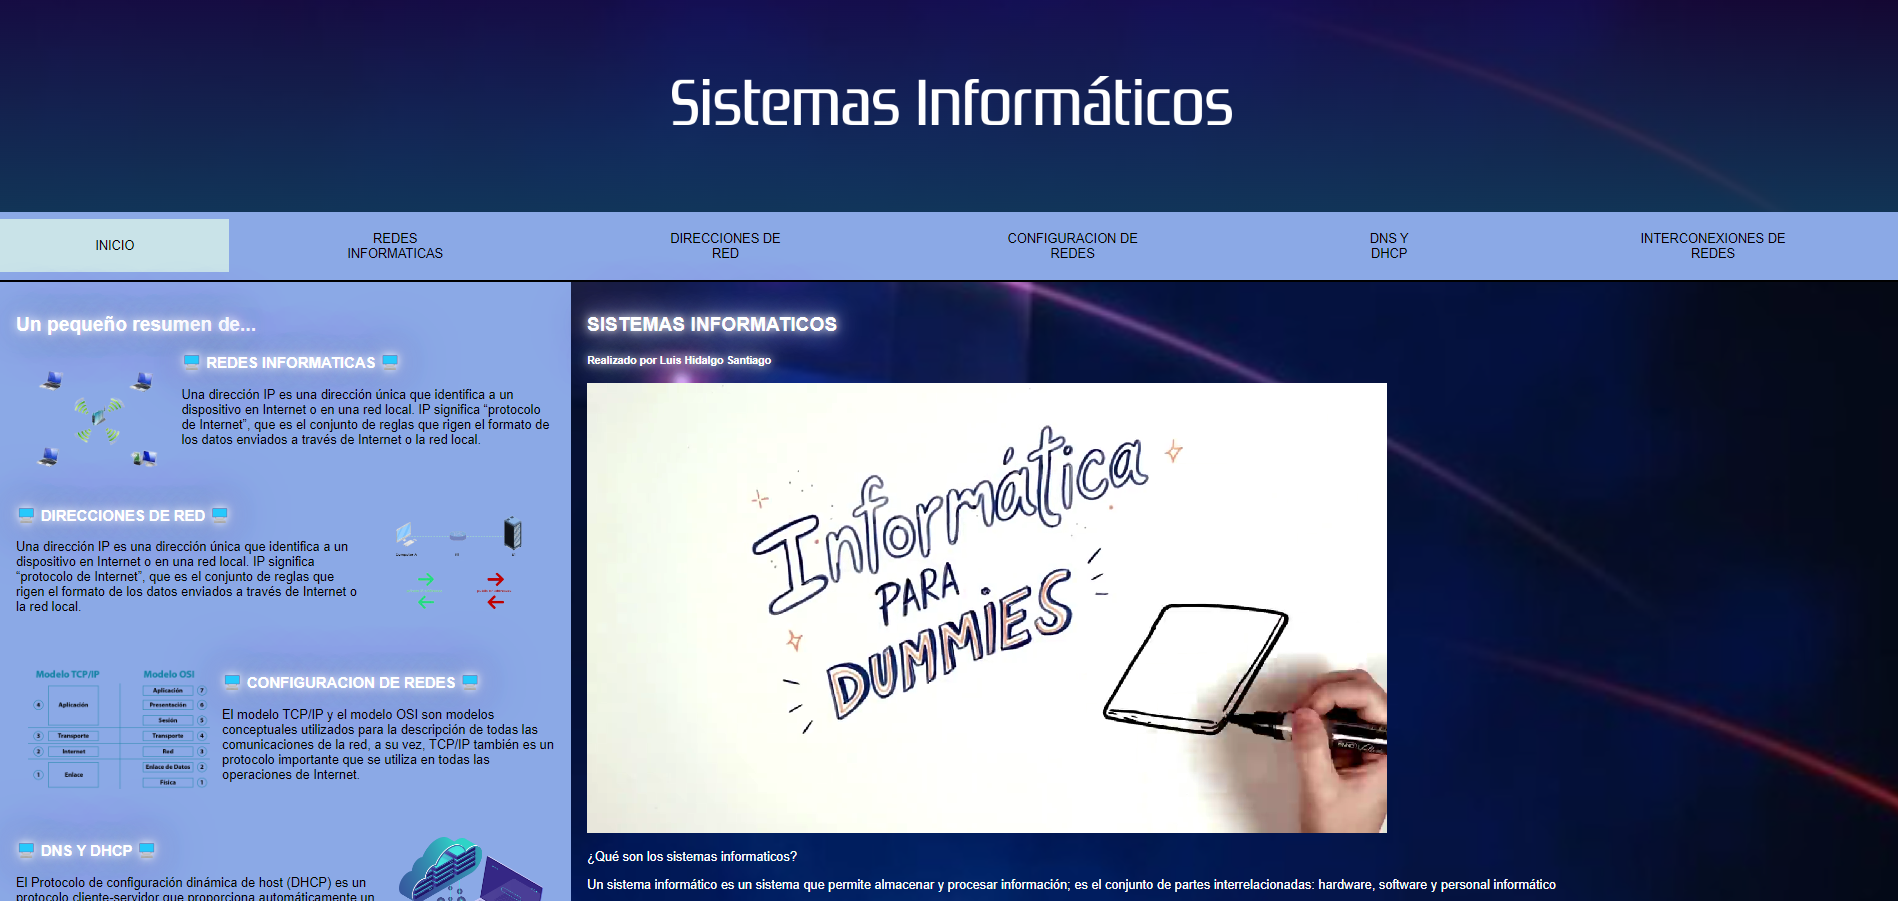 Sistemas Informáticos
INICIO
REDES
INFORMATICAS
DIRECCIONES DE
RED
CONFIGURACION DE
REDES
DNS Y
DHCP
INTERCONEXIONES DE
REDES
Un pequeño resumen de...
REDES INFORMATICAS
Una dirección IP es una dirección única que identifica a un
dispositivo en Internet o en una red local. IP significa “protocolo
de Internet”, que es el conjunto de reglas que rigen el formato de
los datos enviados a través de Internet o la red local.
DIRECCIONES DE RED
Una dirección IP es una dirección única que identifica a un
dispositivo en Internet o en una red local. IP significa
“protocolo de Internet”, que es el conjunto de reglas que
rigen el formato de los datos enviados a través de Internet o
la red local.
Modelo TCP/IP
Modelo OSI
4 Aplicación
Aplicación 7
Presentación 6
Sesión 5
3 Transporte
Transporte 4
2 Internet
Red 3
1 Enlace
Enlace de Datos 2
Física 1
CONFIGURACION DE REDES
El modelo TCP/IP y el modelo OSI son modelos
conceptuales utilizados para la descripción de todas las
comunicaciones de la red, a su vez, TCP/IP también es un
protocolo importante que se utiliza en todas las
operaciones de Internet.
DNS Y DHCP
El Protocolo de configuración dinámica de host (DHCP) es un
protocolo cliente-servidor que proporciona automáticamente un
SISTEMAS INFORMATICOS
Realizado por Luis Hidalgo Santiago
Informática
PARA
DUMMIES
¿Qué son los sistemas informaticos?
Un sistema informático es un sistema que permite almacenar y procesar información; es el conjunto de partes interrelacionadas: hardware, software y personal informático